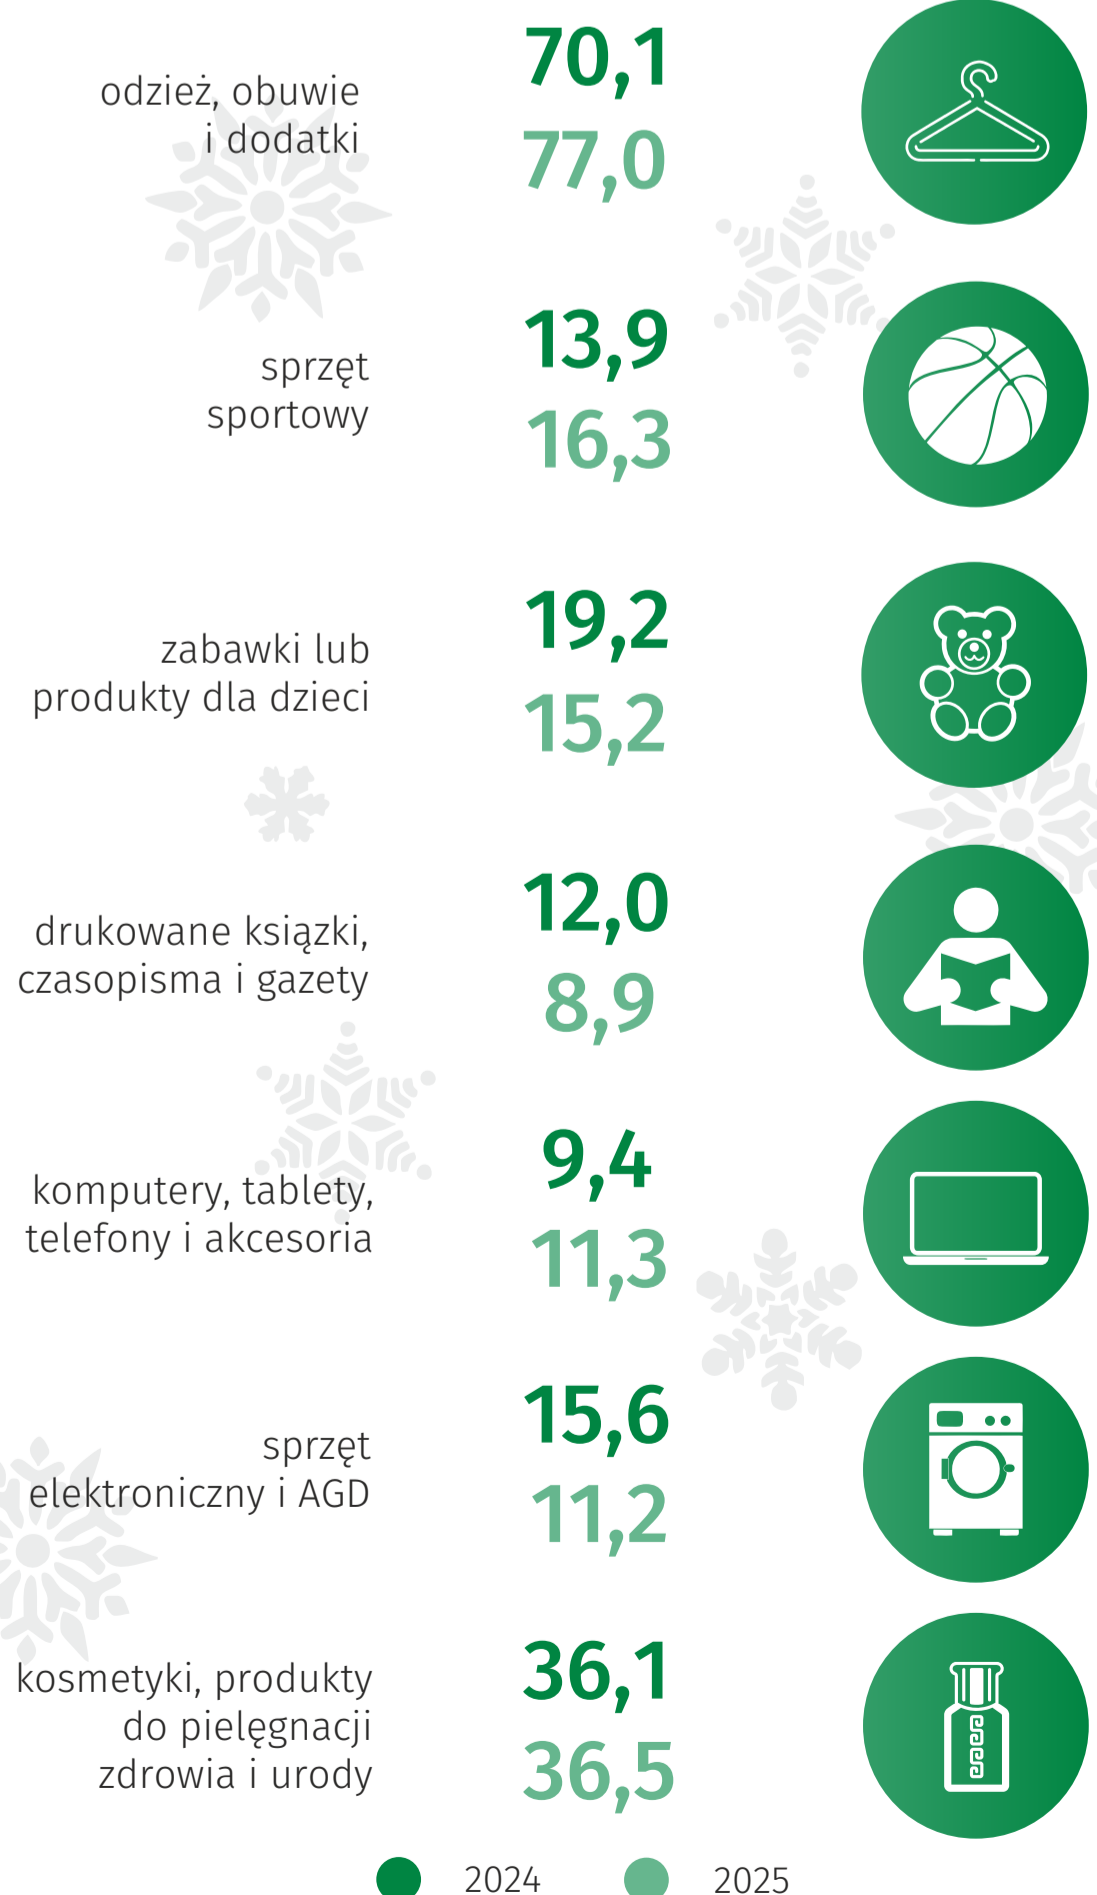 odzież, obuwie
i dodatki
70,1
77,0
sprzęt
sportowy
13,9
16,3
zabawki lub
produkty dla dzieci
19,2
15,2
drukowane książki,
czasopisma i gazety
12,0
8,9
komputery, tablety,
telefony i akcesoria
9,4
11,3
sprzęt
elektroniczny i AGD
15,6
11,2
kosmetyki, produkty
do pielęgnacji
zdrowia i urody
36,1
36,5
2024 2025